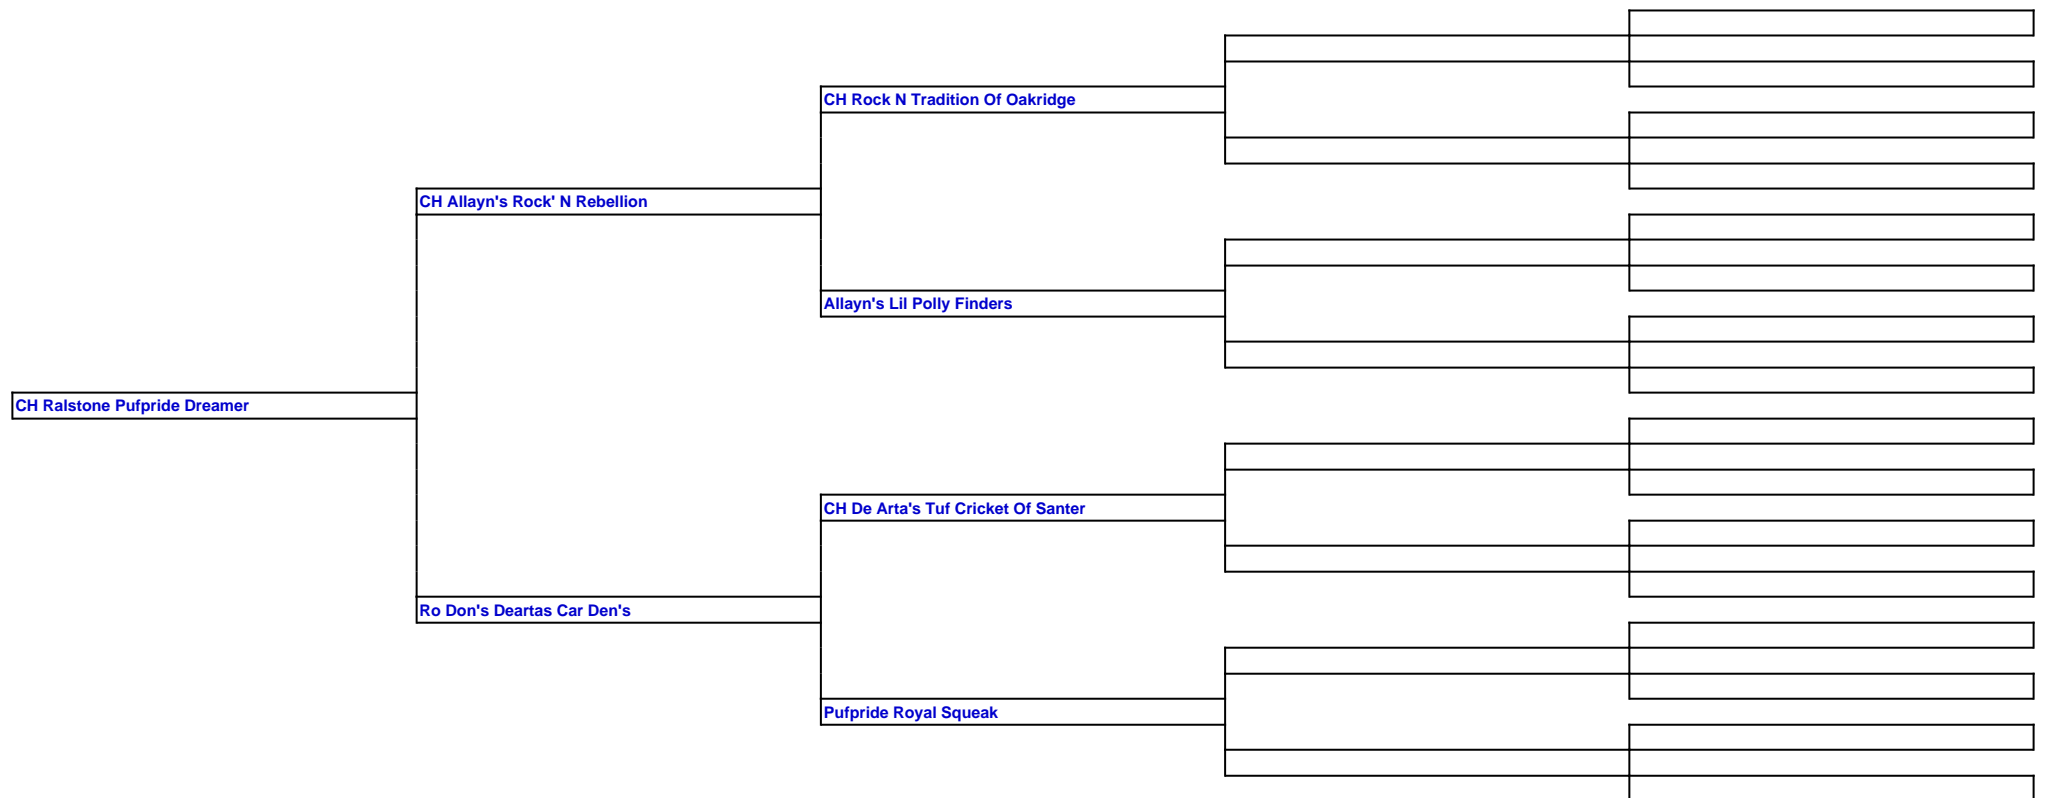 CH Rock N Tradition Of Oakridge
CH Allayn's Rock' N Rebellion
Allayn's Lil Polly Finders
CH Ralstone Pufpride Dreamer
CH De Arta's Tuf Cricket Of Santer
Ro Don's Deartas Car Den's
Pufpride Royal Squeak